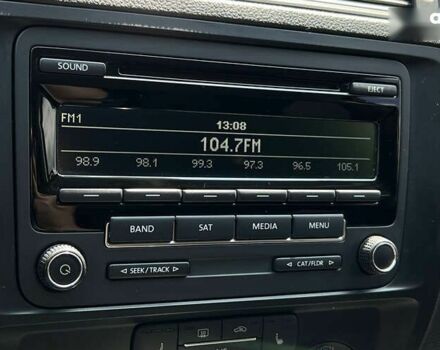 SOUND
EJECT
FM1
13:08
104.7FM
98.9 98.1 99.3 97.3 96.5 105.1
BAND SAT MEDIA MENU
SEEK/TRACK CAT/FLDR